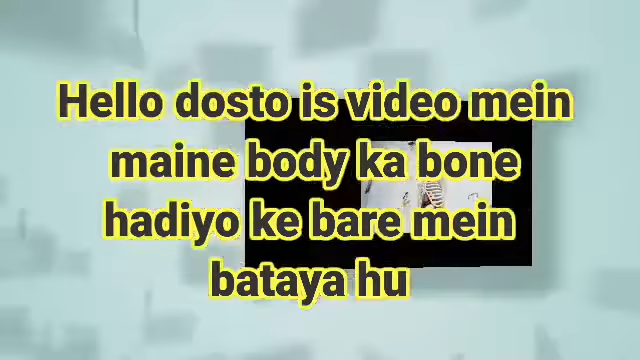 Hello dosto is video mein
maine body ka bone
hadiyo ke bare mein
bataya hu